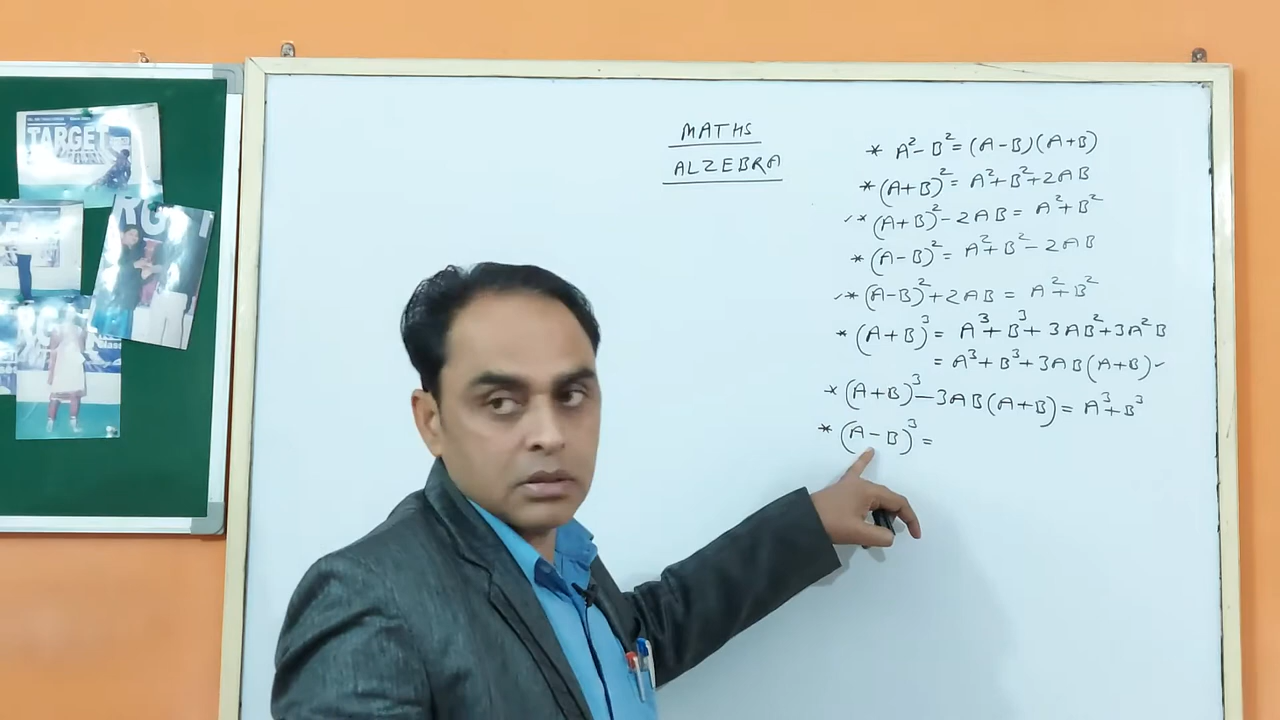 TARGET
RG
MATHS
ALZEBRA
* A²-B²=(A-B)(A+B)
*(A+B)²= A²+B²+2AB
✓*(A+B)²-2AB= A²+B²
*(A-B)²= A²+B²-2AB
✓*(A-B)²+2AB= A²+B²
*(A+B)³= A³+B³+3AB²+3A²B
= A³+B³+3AB(A+B)✓
*(A+B)³-3AB(A+B)= A³+B³
*(A-B)³=